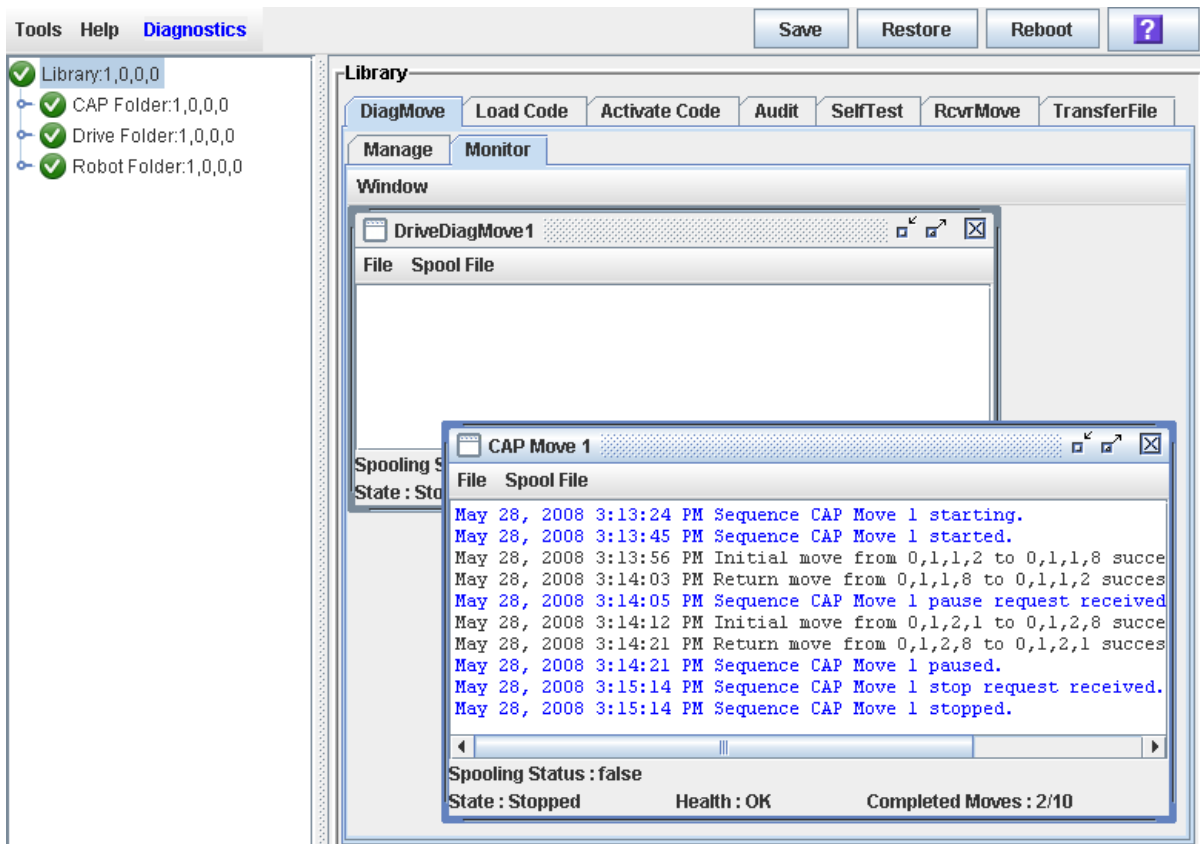 Tools Help Diagnostics Save Restore Reboot ?
Library:1,0,0,0
CAP Folder:1,0,0,0
Drive Folder:1,0,0,0
Robot Folder:1,0,0,0
Library
DiagMove Load Code Activate Code Audit SelfTest RcvrMove TransferFile
Manage Monitor
Window
DriveDiagMove1
File Spool File
Spooling S
State : Sto
CAP Move 1
File Spool File
May 28, 2008 3:13:24 PM Sequence CAP Move 1 starting.
May 28, 2008 3:13:45 PM Sequence CAP Move 1 started.
May 28, 2008 3:13:56 PM Initial move from 0,1,1,2 to 0,1,1,8 succe
May 28, 2008 3:14:03 PM Return move from 0,1,1,8 to 0,1,1,2 succes
May 28, 2008 3:14:05 PM Sequence CAP Move 1 pause request received
May 28, 2008 3:14:12 PM Initial move from 0,1,2,1 to 0,1,2,8 succe
May 28, 2008 3:14:21 PM Return move from 0,1,2,8 to 0,1,2,1 succes
May 28, 2008 3:14:21 PM Sequence CAP Move 1 paused.
May 28, 2008 3:15:14 PM Sequence CAP Move 1 stop request received.
May 28, 2008 3:15:14 PM Sequence CAP Move 1 stopped.
Spooling Status : false
State : Stopped Health : OK Completed Moves : 2/10